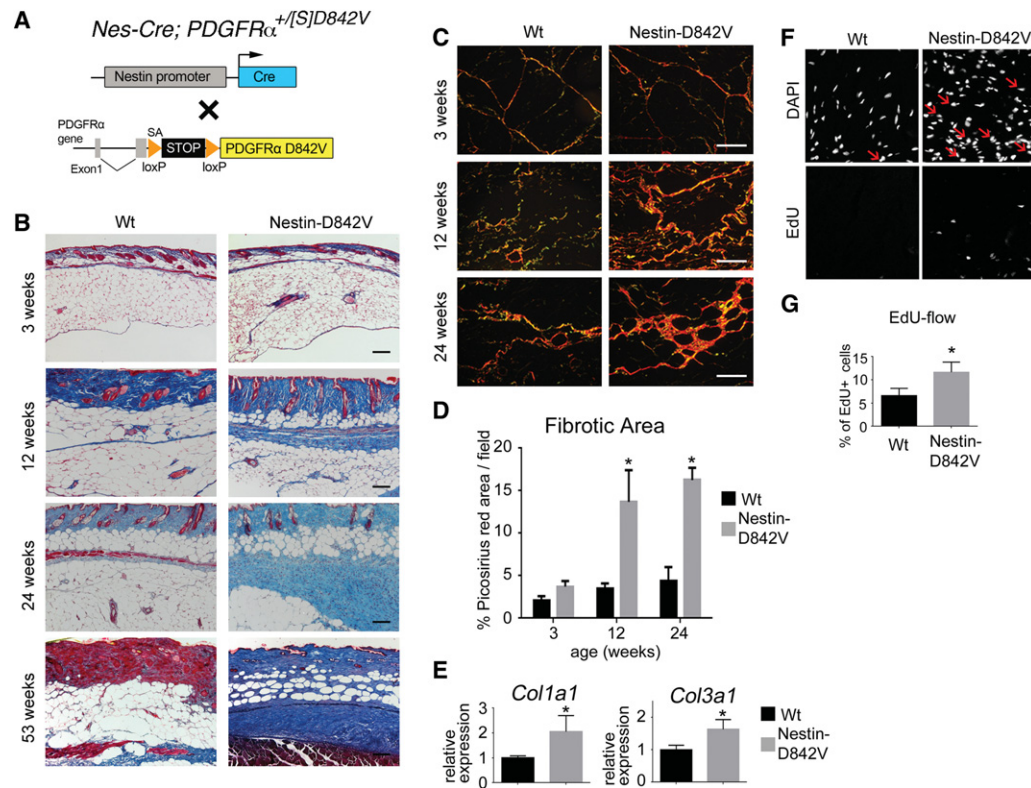 A
Nes-Cre; PDGFRα+/[S]D842V
Nestin promoter
Cre
PDGFRα
gene
SA
STOP
PDGFRα D842V
Exon1
loxP
loxP
B
Wt
Nestin-D842V
3 weeks
12 weeks
24 weeks
53 weeks
C
Wt
Nestin-D842V
3 weeks
12 weeks
24 weeks
D
Fibrotic Area
% Picosirius red area / field
20
15
10
5
0
*
*
3
12
24
age (weeks)
Wt
Nestin-
D842V
E
Col1a1
relative
expression
3
2
1
0
*
Col3a1
relative
expression
3
2
1
0
*
Wt
Nestin-
D842V
F
Wt
Nestin-D842V
DAPI
EdU
G
EdU-flow
% of EdU+ cells
15
10
5
0
*
Wt
Nestin-
D842V